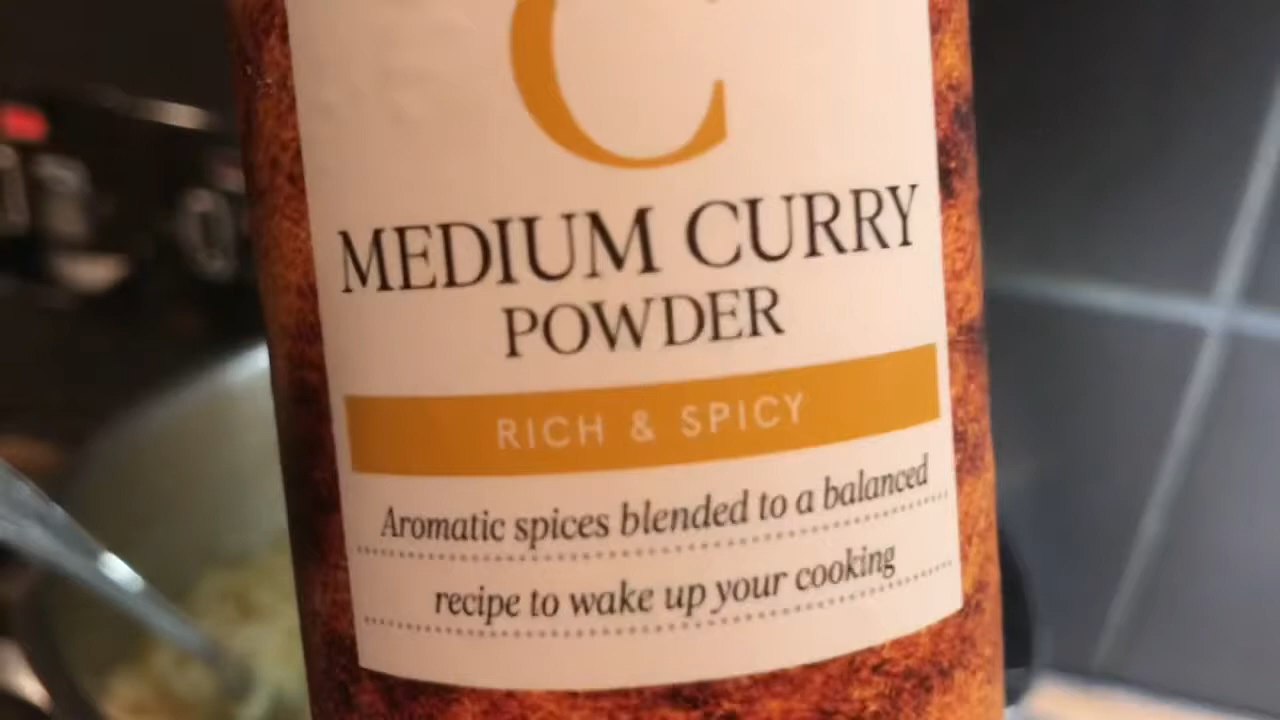 C
MEDIUM CURRY
POWDER
RICH & SPICY
Aromatic spices blended to a balanced
recipe to wake up your cooking